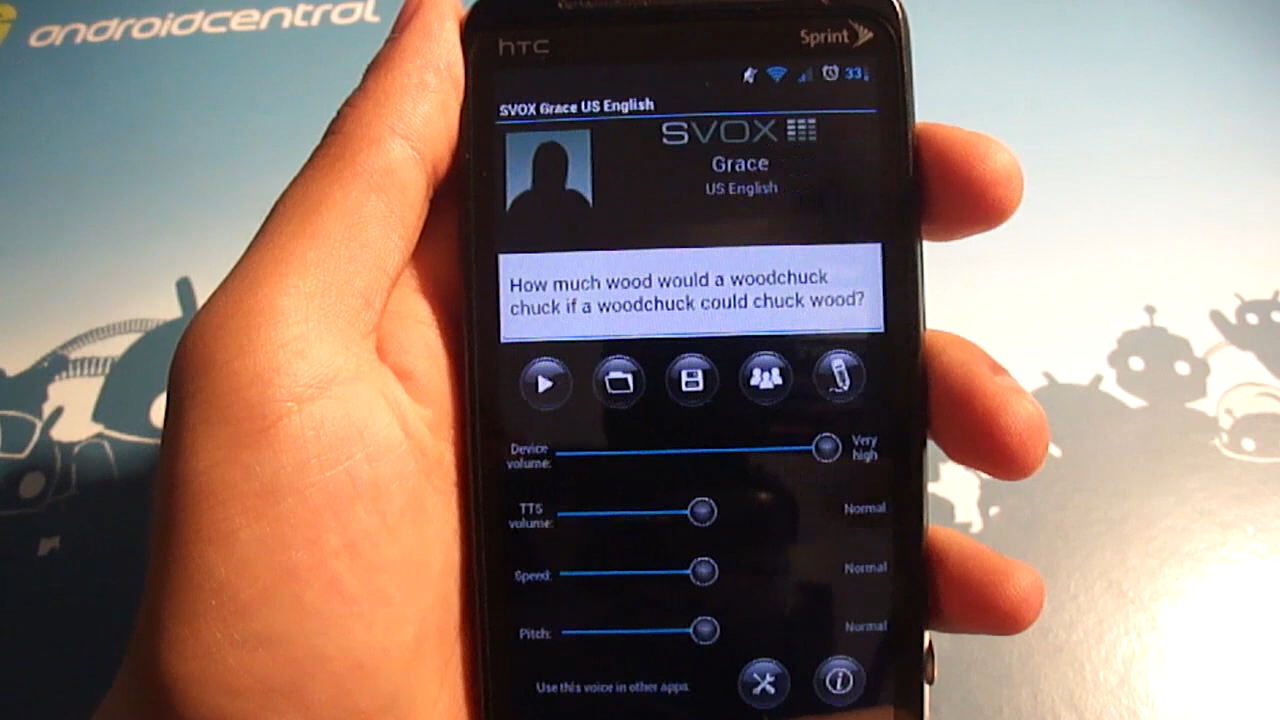 androidcentral
hTC
Sprint
33
SVOX Grace US English
SVOX
Grace
US English
How much wood would a woodchuck
chuck if a woodchuck could chuck wood?
Device
volume:
Very
high
TTS
volume:
Normal
Speed:
Normal
Pitch:
Normal
Use this voice in other apps: